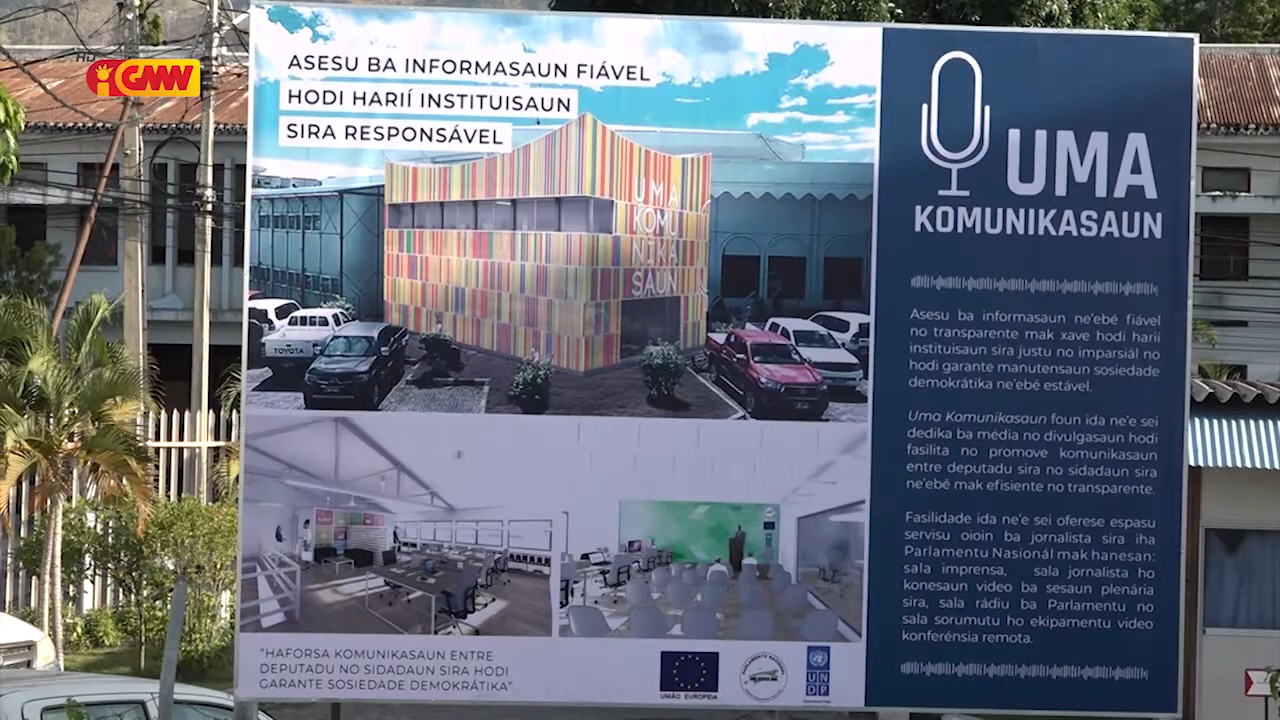 HD
GMN
ASESU BA INFORMASAUN FIÁVEL
HODI HARIÍ INSTITUISAUN
SIRA RESPONSÁVEL
UMA
KOMU
NIKA
SAUN
TOYOTA
UMA
KOMUNIKASAUN
Asesu ba informasaun ne'ebé fiável
no transparente mak xave hodi harii
instituisaun sira justu no imparsiál no
hodi garante manutensaun sosiedade
demokrátika ne'ebé estável.
Uma Komunikasaun foun ida ne'e sei
dedika ba média no divulgasaun hodi
fasilita no promove komunikasaun
entre deputadu sira no sidadaun sira
ne'ebé mak efisiente no transparente.
Fasilidade ida ne'e sei oferese espasu
servisu oioin ba jornalista sira iha
Parlamentu Nasionál mak hanesan:
sala imprensa, sala jornalista ho
konesaun video ba sesaun plenária
sira, sala rádiu ba Parlamentu no
sala sorumutu ho ekipamentu video
konferénsia remota.
"HAFORSA KOMUNIKASAUN ENTRE
DEPUTADU NO SIDADAUN SIRA HODI
GARANTE SOSIEDADE DEMOKRÁTIKA"
UNIÃO EUROPEIA
PARLAMENTO NACIONAL
UN
DP